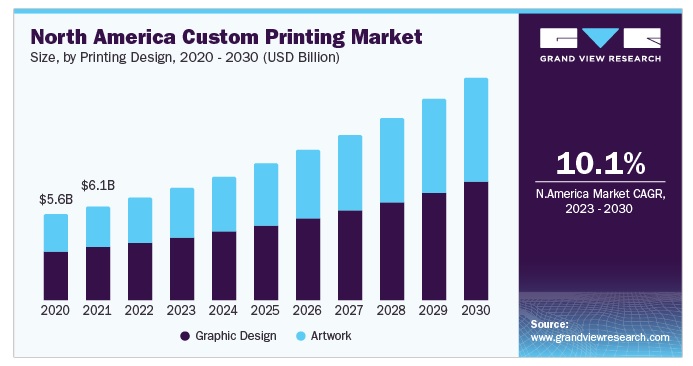 North America Custom Printing Market
Size, by Printing Design, 2020 - 2030 (USD Billion)
$5.6B
$6.1B
2020 2021 2022 2023 2024 2025 2026 2027 2028 2029 2030
Graphic Design Artwork
GRAND VIEW RESEARCH
10.1%
N.America Market CAGR,
2023 - 2030
Source:
www.grandviewresearch.com